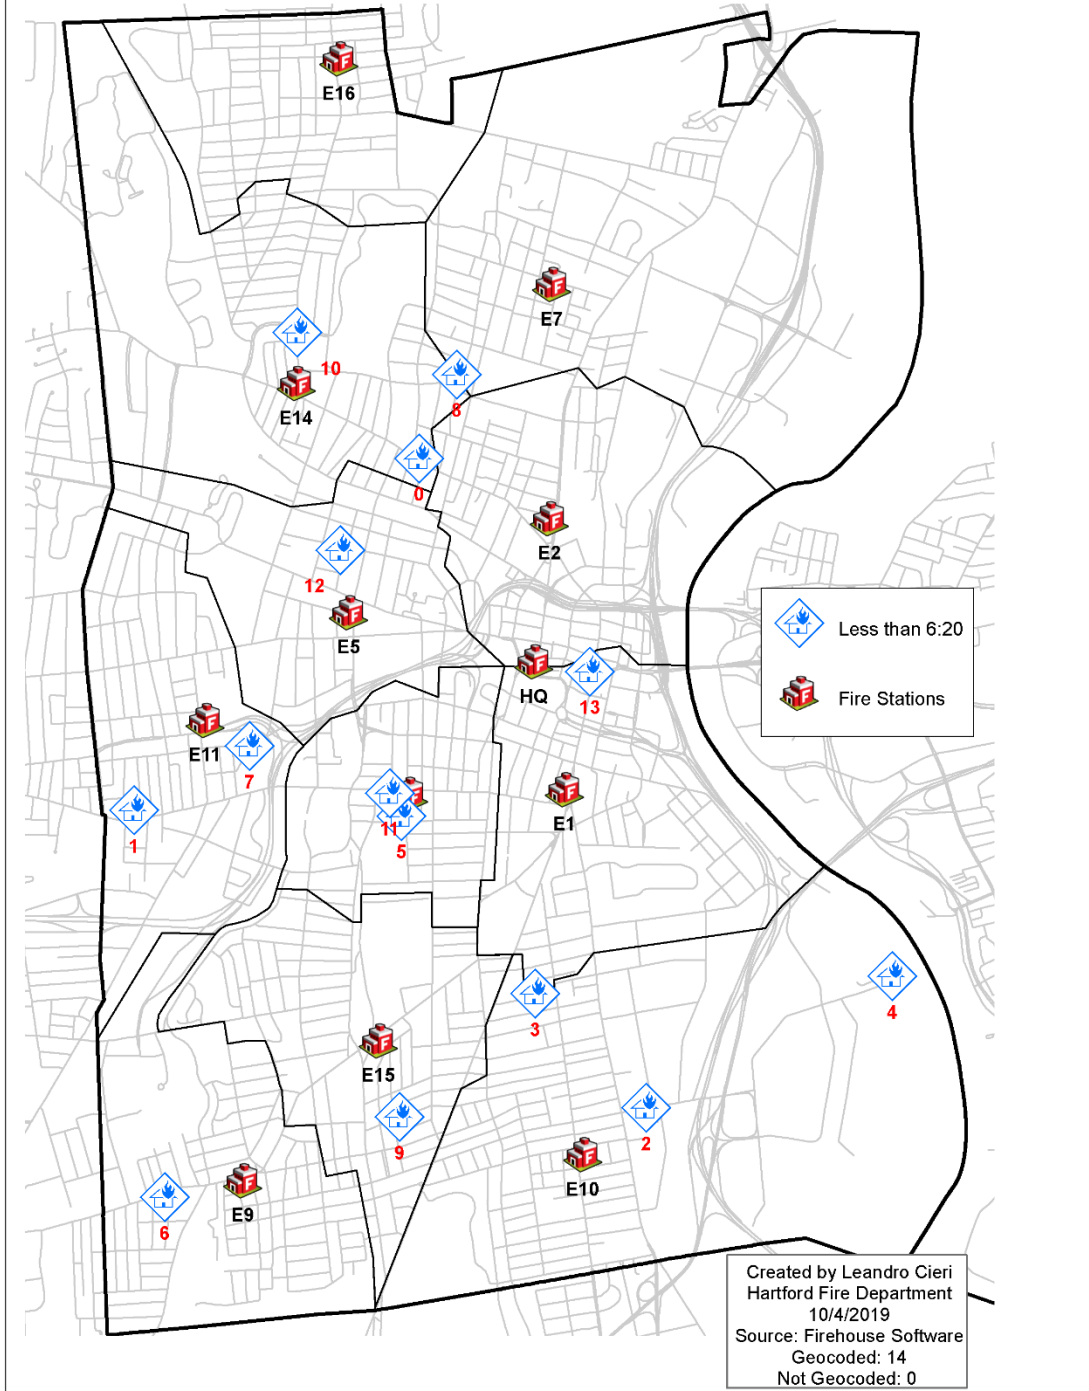 E16
E7
10
E14
8
0
E2
12
E5
Less than 6:20
HQ
13
Fire Stations
E11
7
E1
11
1
5
4
3
E15
2
9
E10
E9
6
Created by Leandro Cieri
Hartford Fire Department
10/4/2019
Source: Firehouse Software
Geocoded: 14
Not Geocoded: 0